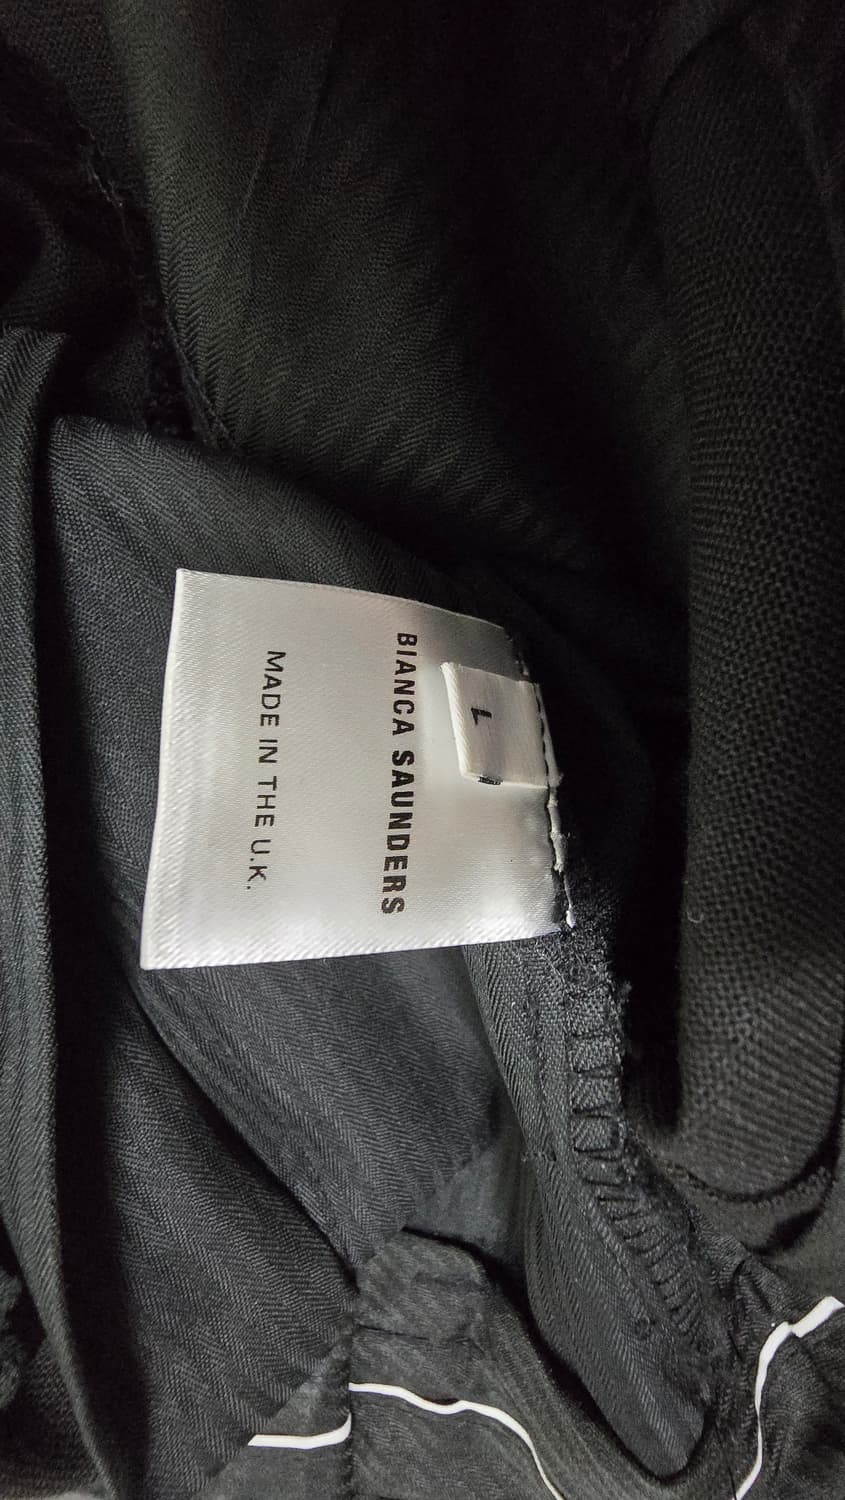 L
BIANCA SAUNDERS
MADE IN THE U.K.